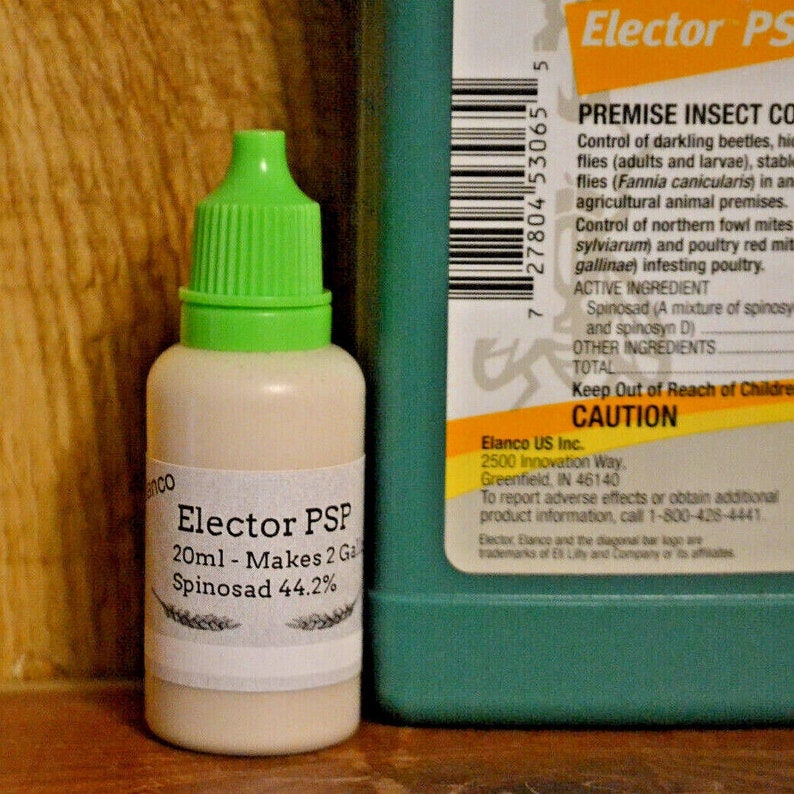 anco
Elector PSP
20ml - Makes 2 Gall
Spinosad 44.2%
Elector™ PS
7 27804 53065 5
PREMISE INSECT CO
Control of darkling beetles, hi
flies (adults and larvae), stabl
flies (Fannia canicularis) in an
agricultural animal premises.
Control of northern fowl mites
sylviarum) and poultry red mit
gallinae) infesting poultry.
ACTIVE INGREDIENT
Spinosad (A mixture of spinosy
and spinosyn D)
OTHER INGREDIENTS
TOTAL
Keep Out of Reach of Childre
CAUTION
Elanco US Inc.
2500 Innovation Way,
Greenfield, IN 46140
To report adverse effects or obtain additional
product information, call 1-800-428-4441.
Elector, Elanco and the diagonal bar logo are
trademarks of Eli Lilly and Company or its affiliates.